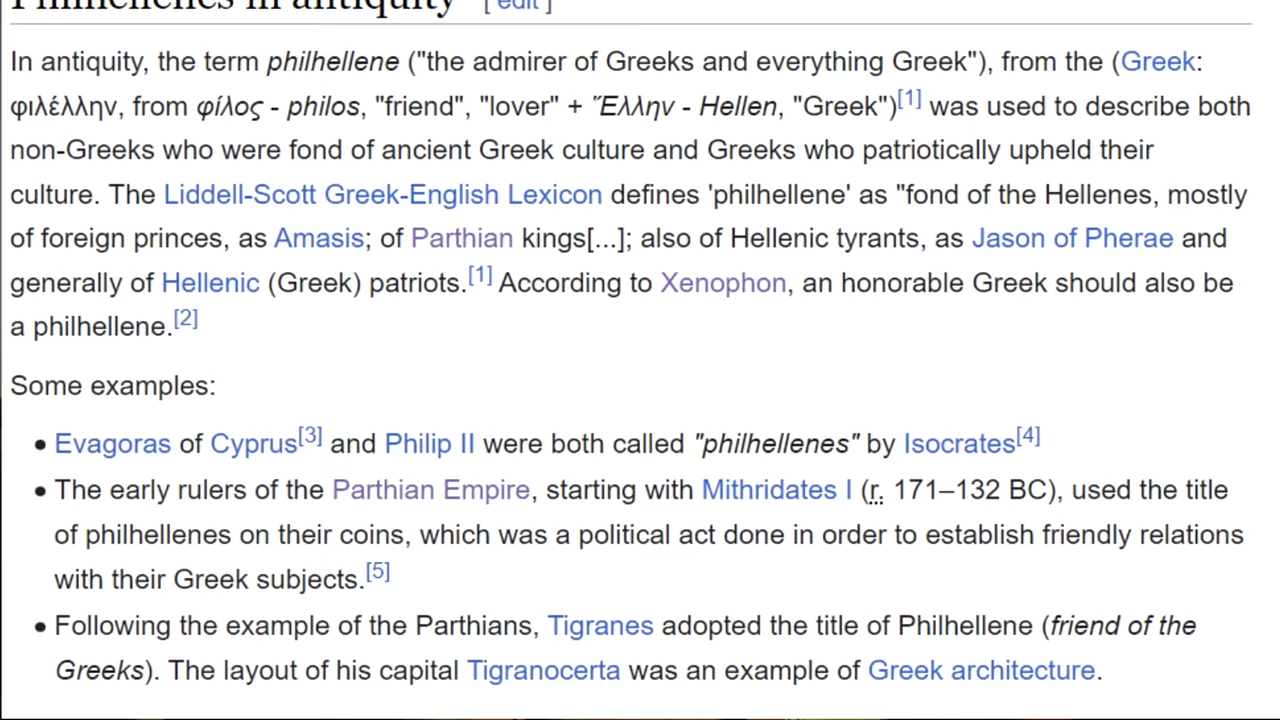 Philhellenes in antiquity [ edit ]
In antiquity, the term philhellene ("the admirer of Greeks and everything Greek"), from the (Greek:
φιλέλλην, from φίλος - philos, "friend", "lover" + Ἕλλην - Hellen, "Greek")[1] was used to describe both
non-Greeks who were fond of ancient Greek culture and Greeks who patriotically upheld their
culture. The Liddell-Scott Greek-English Lexicon defines 'philhellene' as "fond of the Hellenes, mostly
of foreign princes, as Amasis; of Parthian kings[...]; also of Hellenic tyrants, as Jason of Pherae and
generally of Hellenic (Greek) patriots.[1] According to Xenophon, an honorable Greek should also be
a philhellene.[2]
Some examples:
• Evagoras of Cyprus[3] and Philip II were both called "philhellenes" by Isocrates[4]
• The early rulers of the Parthian Empire, starting with Mithridates I (r. 171–132 BC), used the title
of philhellenes on their coins, which was a political act done in order to establish friendly relations
with their Greek subjects.[5]
• Following the example of the Parthians, Tigranes adopted the title of Philhellene (friend of the
Greeks). The layout of his capital Tigranocerta was an example of Greek architecture.